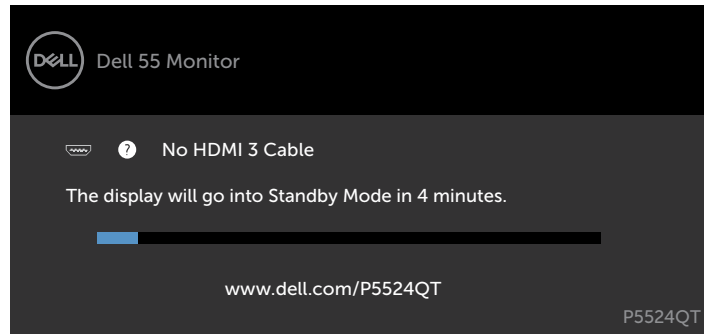 DELL
Dell 55 Monitor
? No HDMI 3 Cable
The display will go into Standby Mode in 4 minutes.
www.dell.com/P5524QT
P5524QT